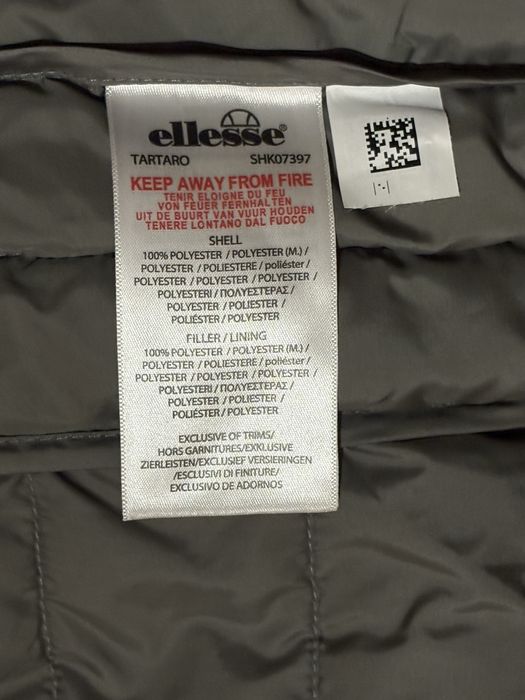 ellesse®
TARTARO SHK07397
KEEP AWAY FROM FIRE
TENIR ELOIGNE DU FEU
VON FEUER FERNHALTEN
UIT DE BUURT VAN VUUR HOUDEN
TENERE LONTANO DAL FUOCO
SHELL
100% POLYESTER / POLYESTER (M.) /
POLYESTER / POLIESTERE / poliéster /
POLYESTER / POLYESTER / POLYESTER /
POLYESTERI / ΠΟΛΥΕΣΤΕΡΑΣ /
POLYESTER / POLIESTER /
POLIÉSTER / POLYESTER
FILLER / LINING
100% POLYESTER / POLYESTER (M.) /
POLYESTER / POLIESTERE / poliéster /
POLYESTER / POLYESTER / POLYESTER /
POLYESTERI / ΠΟΛΥΕΣΤΕΡΑΣ /
POLYESTER / POLIESTER /
POLIÉSTER / POLYESTER
EXCLUSIVE OF TRIMS/
HORS GARNITURES/EXKLUSIVE
ZIERLEISTEN/EXCLUSIEF VERSIERINGEN
/ESCLUSIVI DI FINITURE/
EXCLUSIVO DE ADORNOS